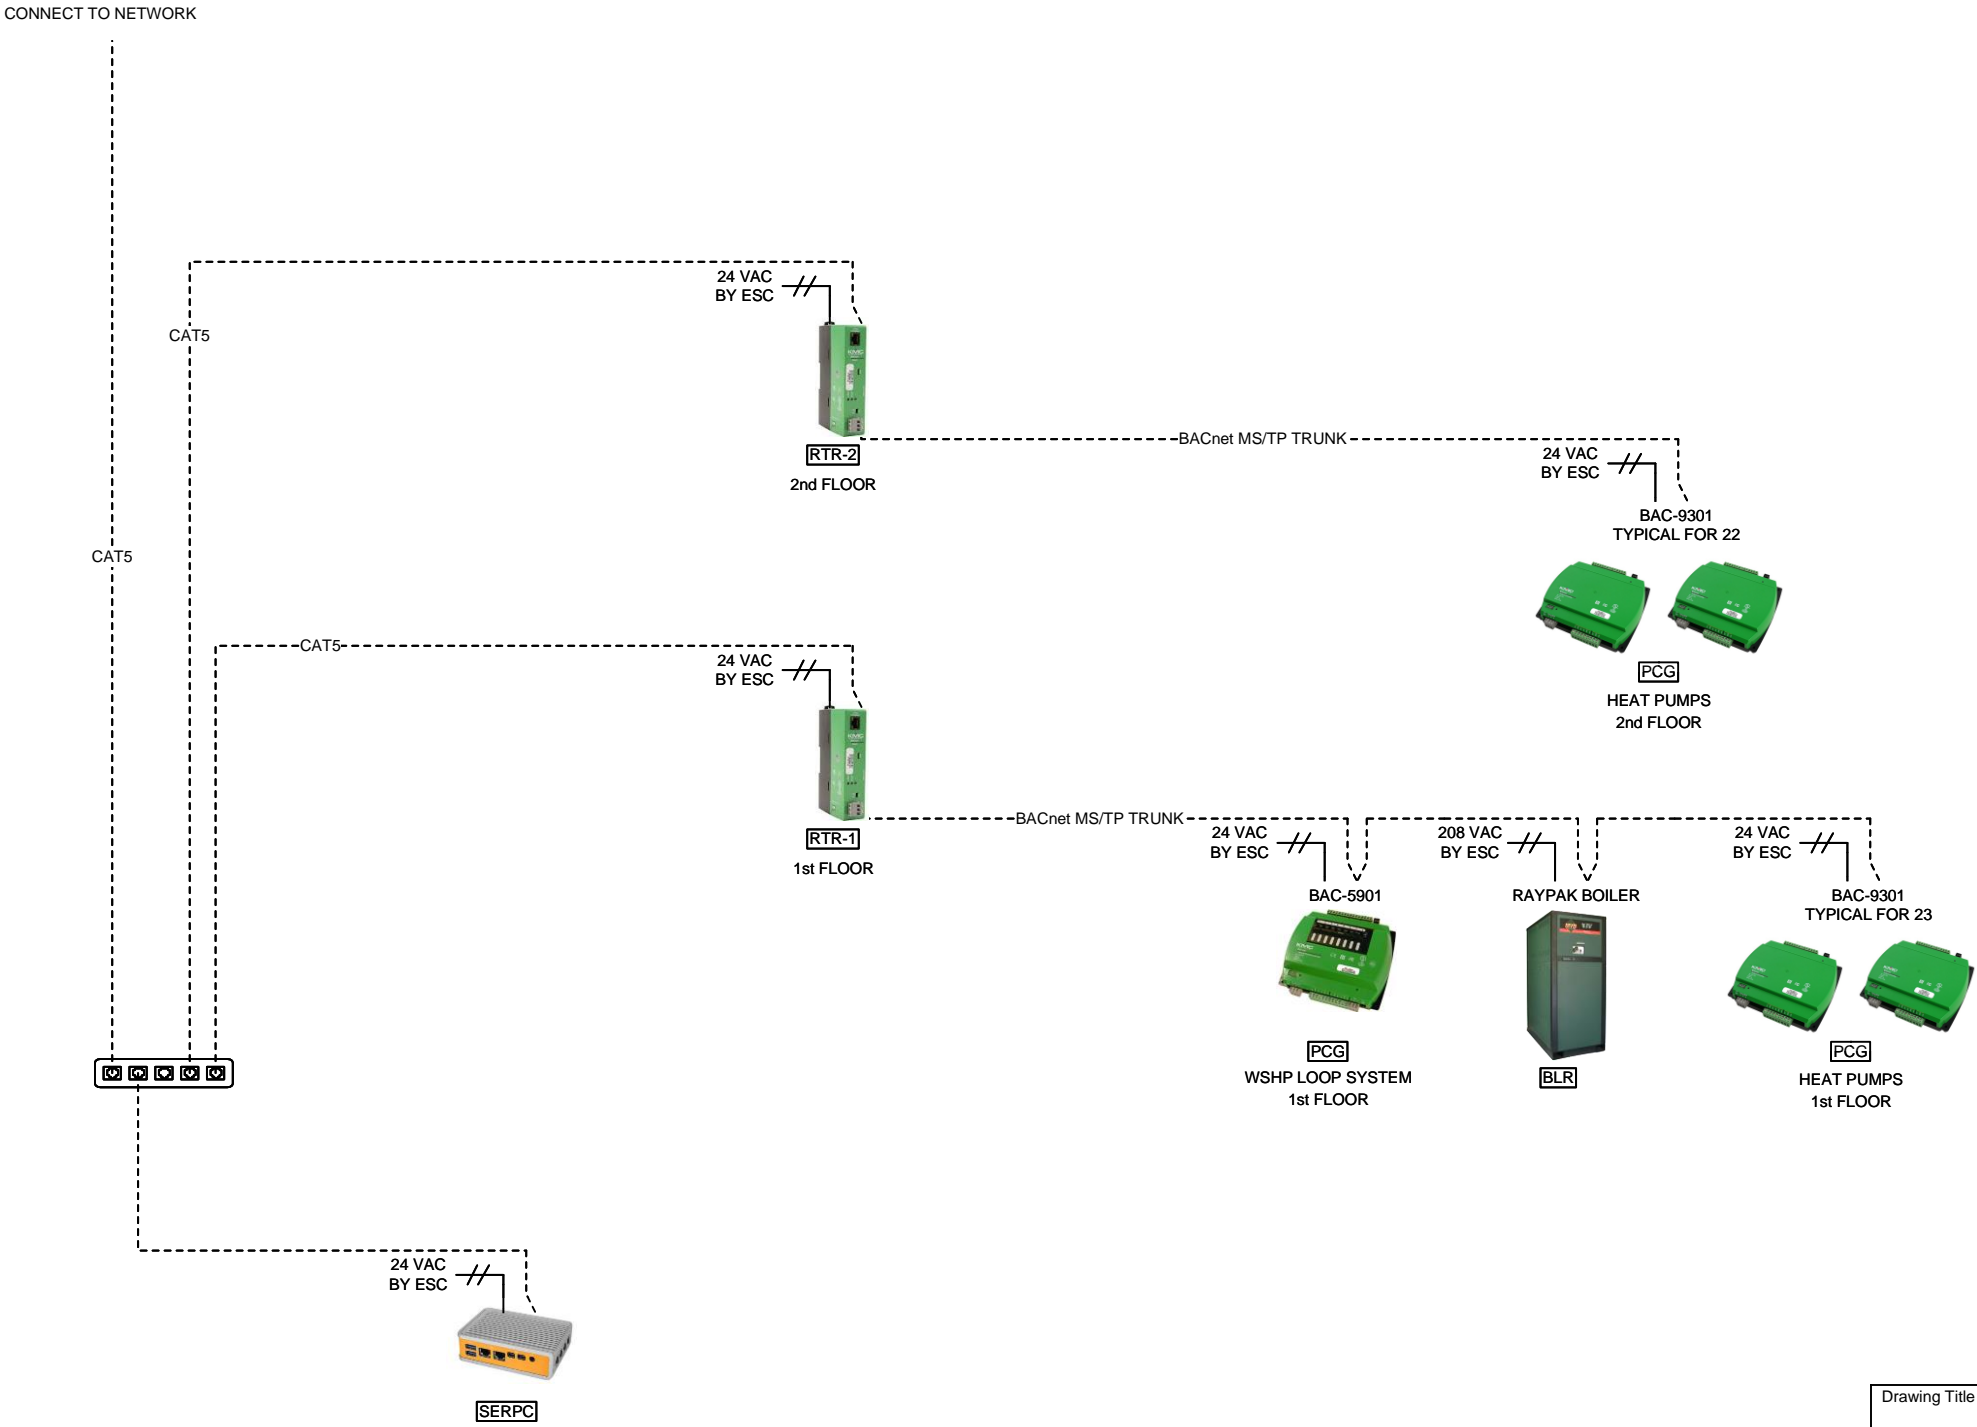 CONNECT TO NETWORK
24 VAC
BY ESC
CAT5
RTR-2
2nd FLOOR
BACnet MS/TP TRUNK
24 VAC
BY ESC
BAC-9301
TYPICAL FOR 22
PCG
HEAT PUMPS
2nd FLOOR
CAT5
CAT5
24 VAC
BY ESC
RTR-1
1st FLOOR
BACnet MS/TP TRUNK
24 VAC
BY ESC
BAC-5901
KMC
PCG
WSHP LOOP SYSTEM
1st FLOOR
208 VAC
BY ESC
RAYPAK BOILER
BLR
24 VAC
BY ESC
BAC-9301
TYPICAL FOR 23
PCG
HEAT PUMPS
1st FLOOR
24 VAC
BY ESC
SERPC
Drawing Title